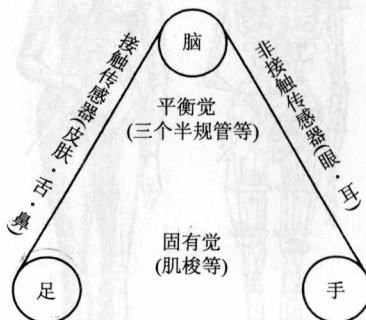 脑
接触传感器(皮肤·舌·鼻)
非接触传感器(眼·耳)
平衡觉
(三个半规管等)
固有觉
(肌梭等)
足
手